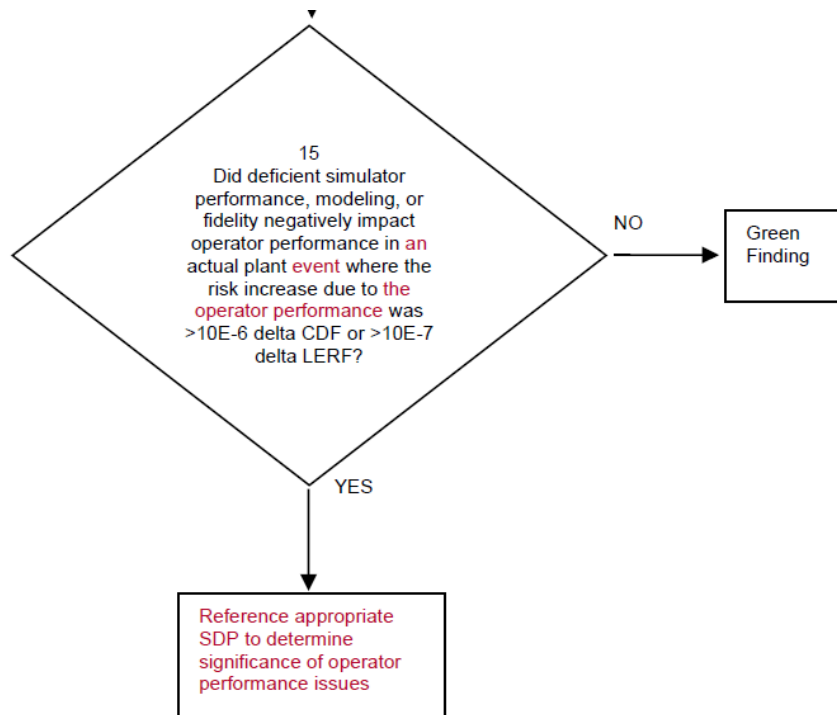 15
Did deficient simulator
performance, modeling, or
fidelity negatively impact
operator performance in an
actual plant event where the
risk increase due to the
operator performance was
>10E-6 delta CDF or >10E-7
delta LERF?
NO
Green
Finding
YES
Reference appropriate
SDP to determine
significance of operator
performance issues